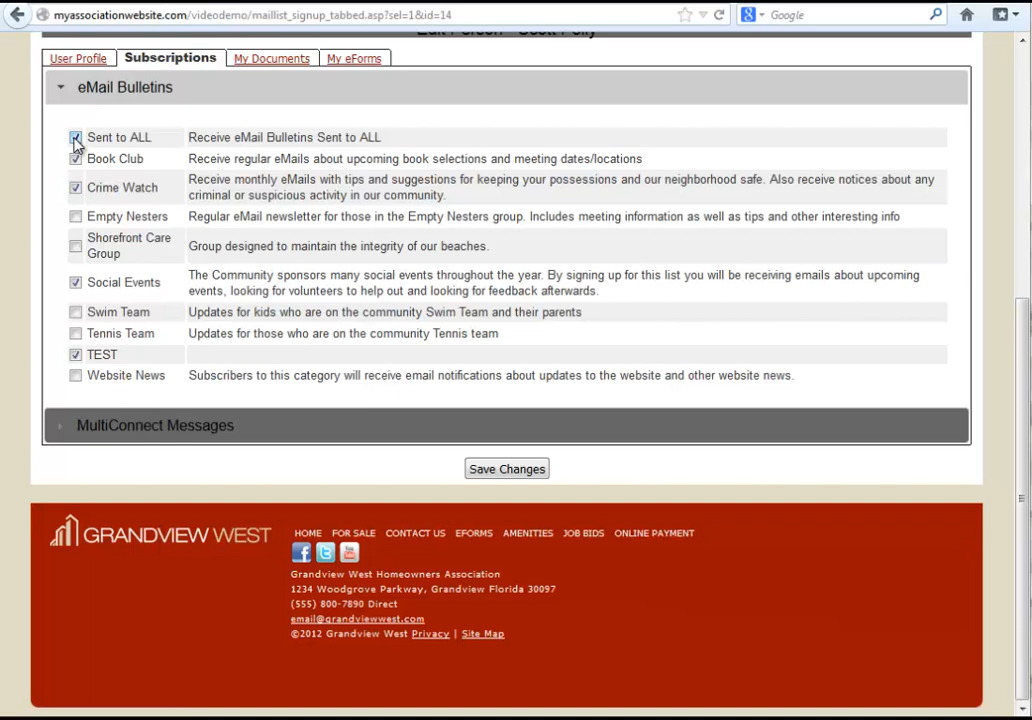 myassociationwebsite.com/videodemo/maillist_signup_tabbed.asp?sel=1&id=14
Google
User Profile Subscriptions My Documents My eForms
eMail Bulletins
Sent to ALL Receive eMail Bulletins Sent to ALL
Book Club Receive regular eMails about upcoming book selections and meeting dates/locations
Crime Watch Receive monthly eMails with tips and suggestions for keeping your possessions and our neighborhood safe. Also receive notices about any
criminal or suspicious activity in our community.
Empty Nesters Regular eMail newsletter for those in the Empty Nesters group. Includes meeting information as well as tips and other interesting info
Shorefront Care
Group Group designed to maintain the integrity of our beaches.
Social Events The Community sponsors many social events throughout the year. By signing up for this list you will be receiving emails about upcoming
events, looking for volunteers to help out and looking for feedback afterwards.
Swim Team Updates for kids who are on the community Swim Team and their parents
Tennis Team Updates for those who are on the community Tennis team
TEST
Website News Subscribers to this category will receive email notifications about updates to the website and other website news.
MultiConnect Messages
Save Changes
GRANDVIEW WEST
HOME FOR SALE CONTACT US EFORMS AMENITIES JOB BIDS ONLINE PAYMENT
Grandview West Homeowners Association
1234 Woodgrove Parkway, Grandview Florida 30097
(555) 800-7890 Direct
email@grandviewwest.com
©2012 Grandview West Privacy | Site Map